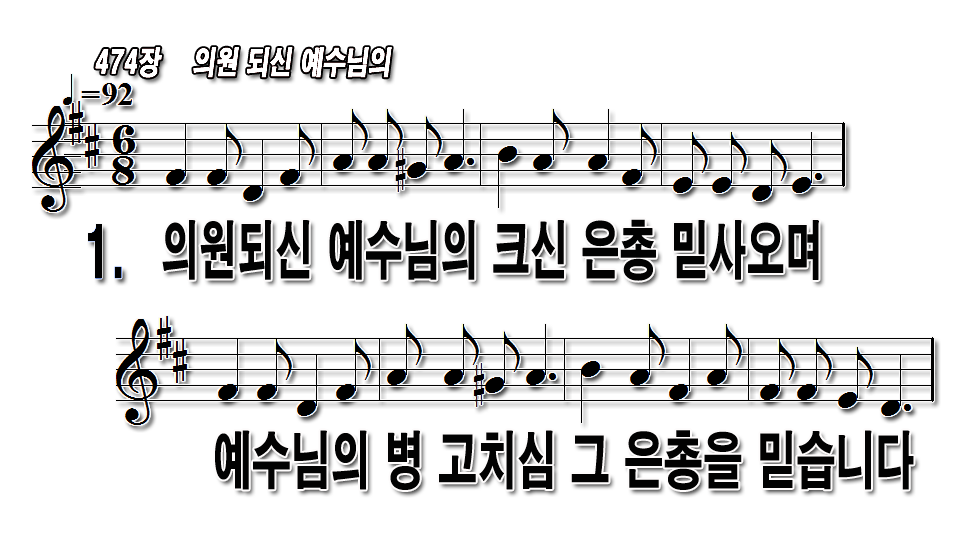 474장 의원 되신 예수님의
=92
6
8
1. 의원되신 예수님의 크신 은총 믿사오며
예수님의 병 고치심 그 은총을 믿습니다